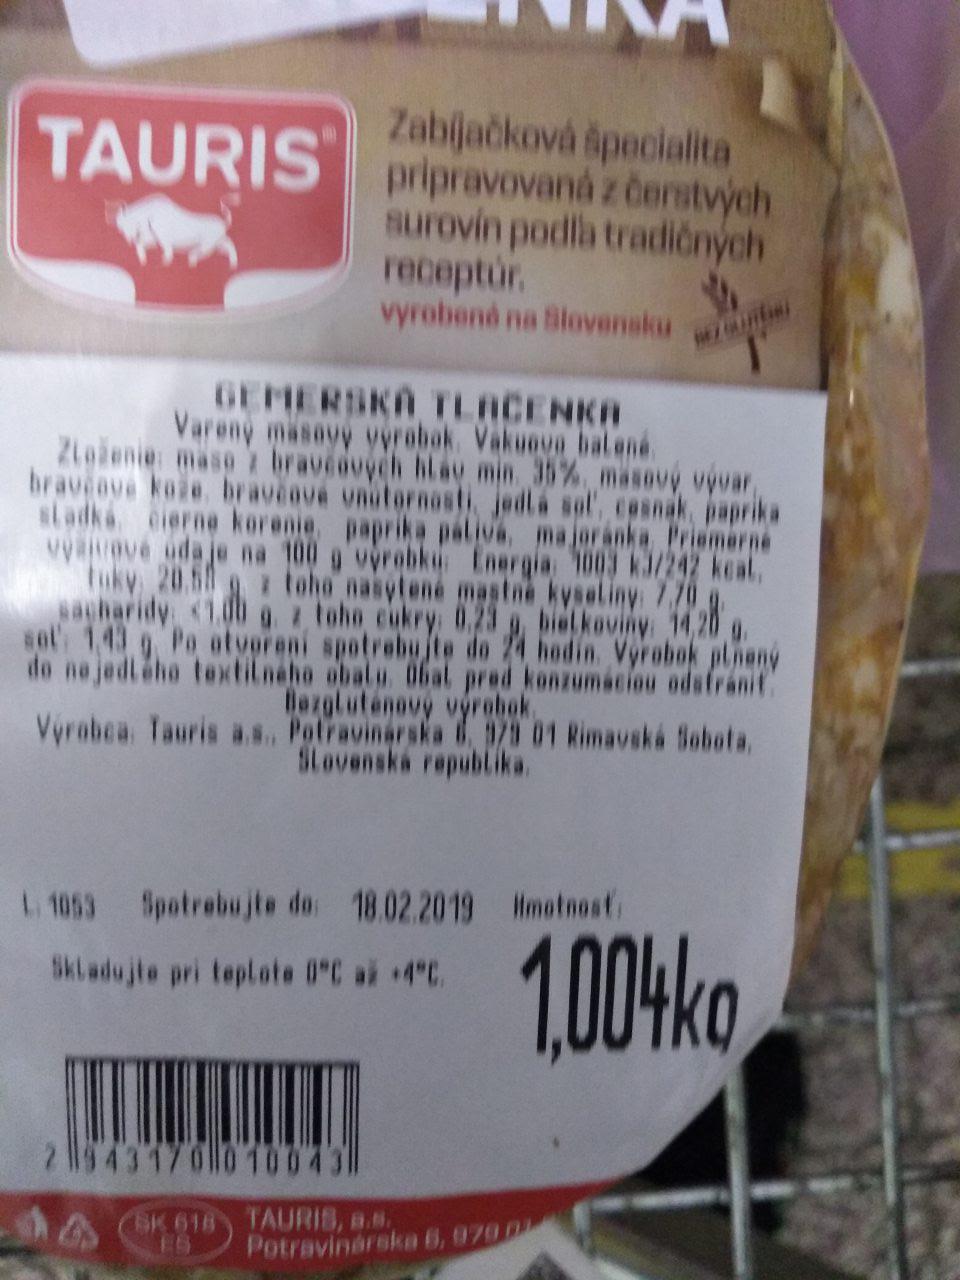 TAURIS
Zabíjačková špecialita
pripravovaná z čerstvých
surovín podľa tradičných
receptúr.
vyrobené na Slovensku
BEZ GLUTÉNU
GEMERSKÁ TLAČENKA
Varený mäsový výrobok. Vákuovo balené.
Zloženie: mäso z bravčových hláv min. 35%, mäsový vývar,
bravčové kože, bravčové vnútornosti, jedlá soľ, cesnak, paprika
sladká, čierne korenie, paprika pálivá, majoránka. Priemerné
výživové údaje na 100 g výrobku: Energia: 1003 kJ/242 kcal,
tuky: 20,50 g, z toho nasýtené mastné kyseliny: 7,70 g,
sacharidy: <1,00 g, z toho cukry: 0,23 g, bielkoviny: 14,20 g,
soľ: 1,43 g. Po otvorení spotrebujte do 24 hodín. Výrobok plnený
do nejedlého textilného obalu. Obal pred konzumáciou odstrániť.
Bezgluténový výrobok.
Výrobca: Tauris a.s., Potravinárska 6, 979 01 Rimavská Sobota,
Slovenská republika.
L: 1053 Spotrebujte do: 18.02.2019 Hmotnosť:
1,004kg
Skladujte pri teplote 0°C až +4°C.
2 943170 010043
SK 618
ES
TAURIS, a.s.
Potravinárska 6, 979 01